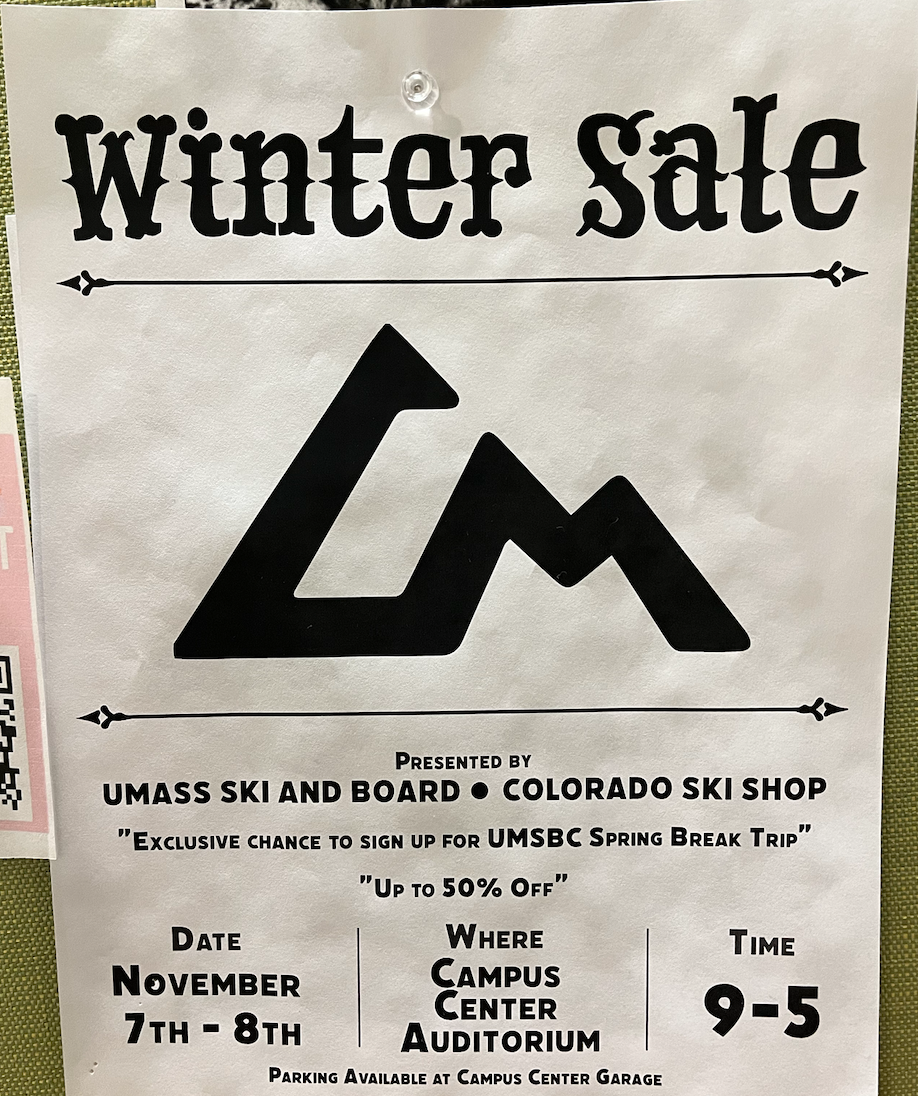 Winter Sale
UM
PRESENTED BY
UMASS SKI AND BOARD ● COLORADO SKI SHOP
"EXCLUSIVE CHANCE TO SIGN UP FOR UMSBC SPRING BREAK TRIP"
"UP TO 50% OFF"
DATE
NOVEMBER
7TH - 8TH
WHERE
CAMPUS
CENTER
AUDITORIUM
TIME
9-5
PARKING AVAILABLE AT CAMPUS CENTER GARAGE